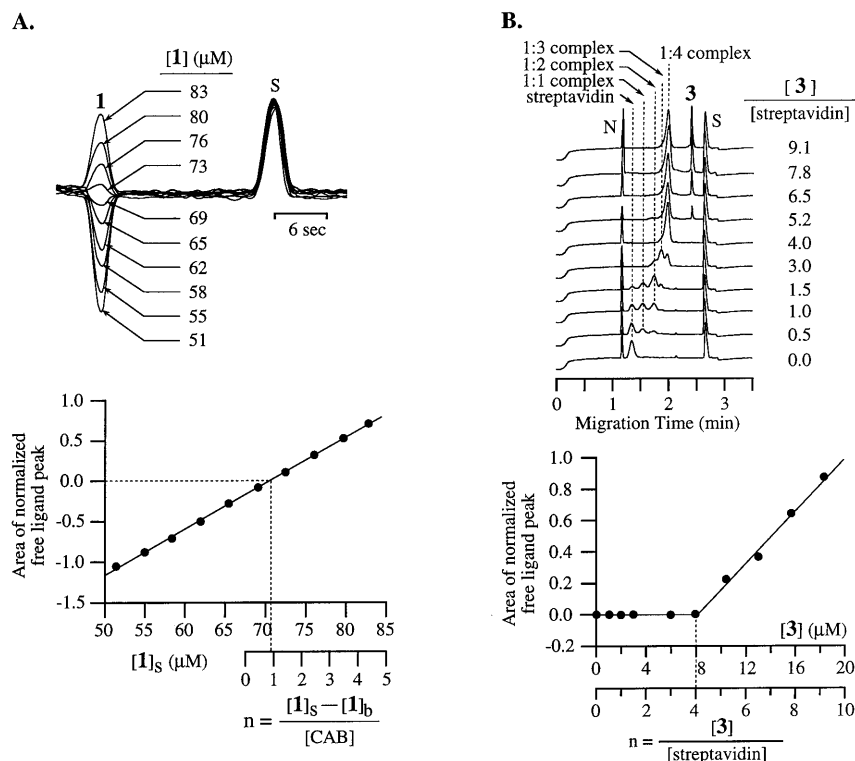 A.
[1] (μM)
1
S
83
80
76
73
69
65
62
58
55
51
6 sec
Area of normalized
free ligand peak
1.0
0.5
0.0
-0.5
-1.0
-1.5
50 55 60 65 70 75 80 85
[1]s (μM)
0 1 2 3 4 5
n = [1]s – [1]b
[CAB]
B.
1:3 complex
1:4 complex
1:2 complex
1:1 complex
streptavidin
3
[3]
[streptavidin]
N
S
9.1
7.8
6.5
5.2
4.0
3.0
1.5
1.0
0.5
0.0
0 1 2 3
Migration Time (min)
Area of normalized
free ligand peak
1.0
0.8
0.6
0.4
0.2
0.0
-0.2
[3] (μM)
0 4 8 12 16 20
0 2 4 6 8 10
n = [3]
[streptavidin]